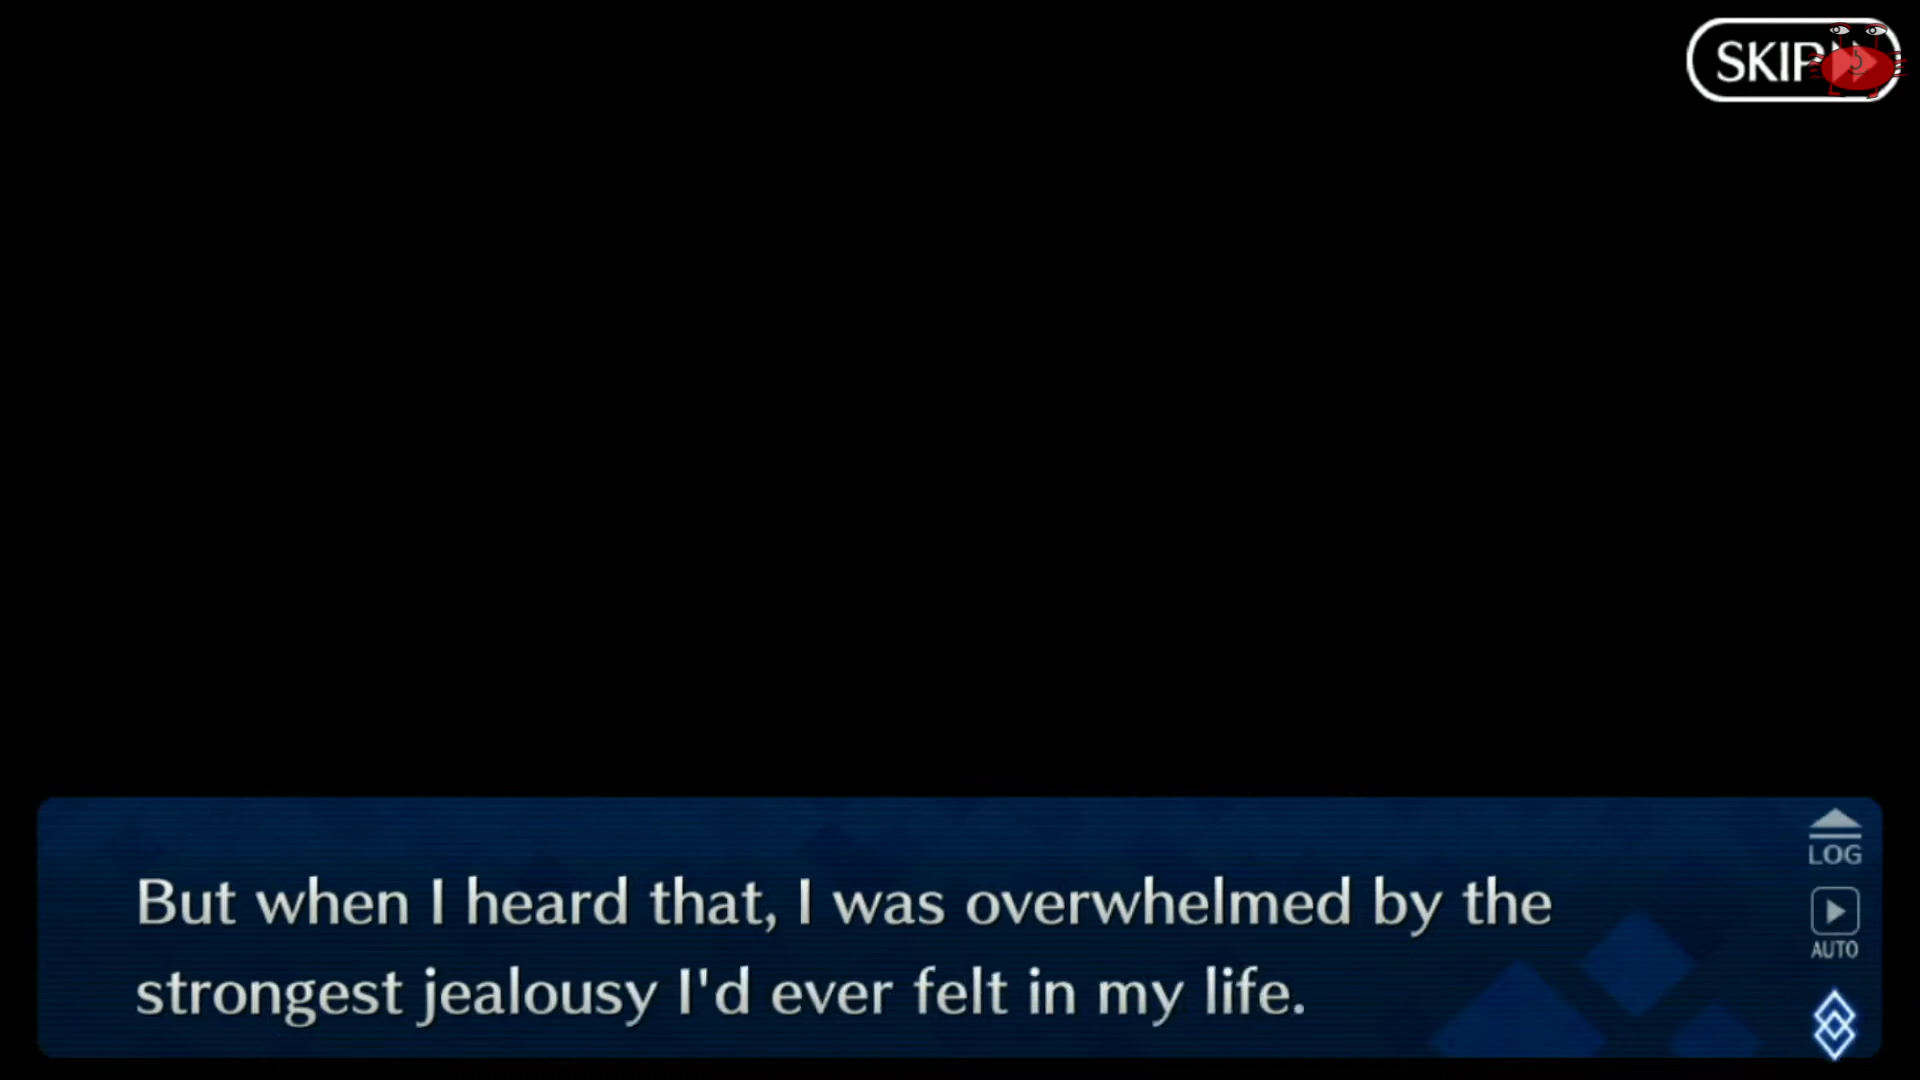 SKIP
But when I heard that, I was overwhelmed by the
strongest jealousy I'd ever felt in my life.
LOG
AUTO